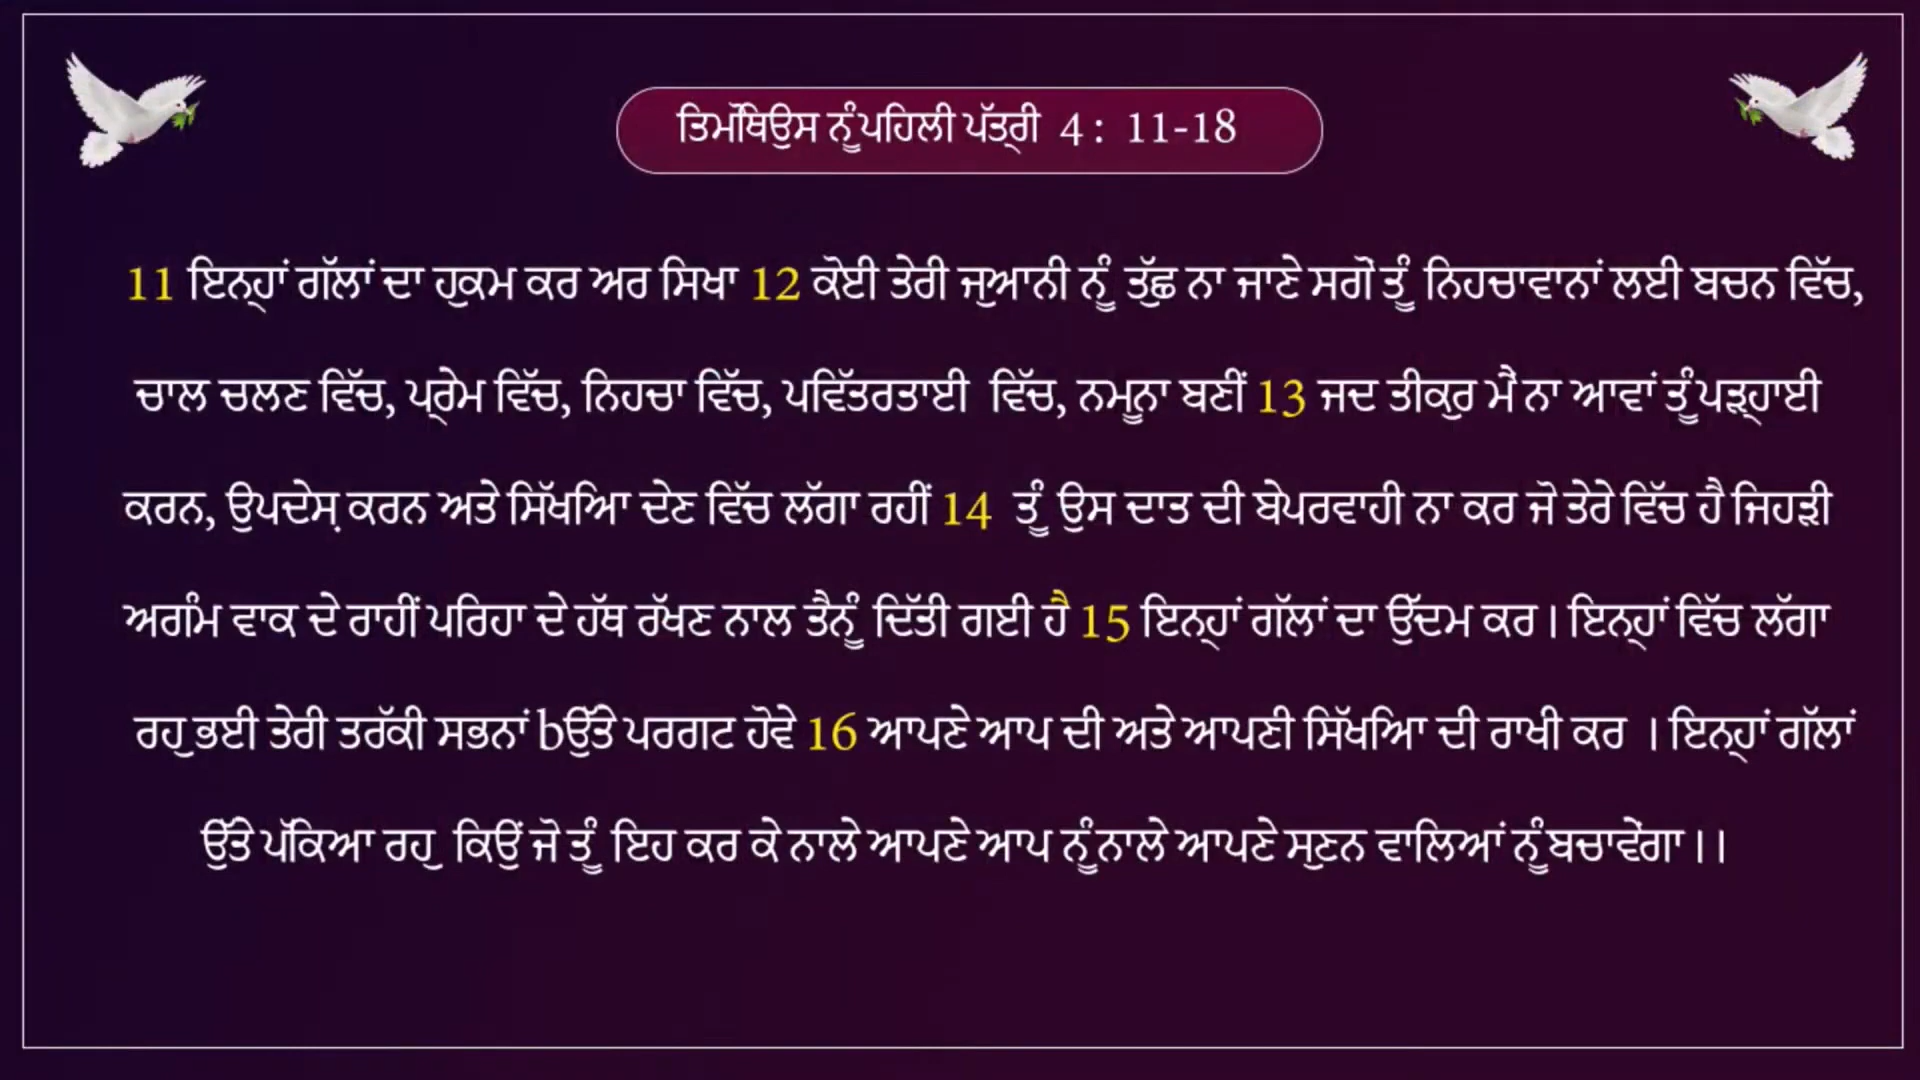 ਤਿਮੌਥਿਉਸ ਨੂੰ ਪਹਿਲੀ ਪੱਤ੍ਰੀ 4 : 11-18
11 ਇਨ੍ਹਾਂ ਗੱਲਾਂ ਦਾ ਹੁਕਮ ਕਰ ਅਰ ਸਿਖਾ 12 ਕੋਈ ਤੇਰੀ ਜੁਆਨੀ ਨੂੰ ਤੁੱਛ ਨਾ ਜਾਣੇ ਸਗੋਂ ਤੂੰ ਨਿਹਚਾਵਾਨਾਂ ਲਈ ਬਚਨ ਵਿੱਚ,
ਚਾਲ ਚਲਣ ਵਿੱਚ, ਪ੍ਰੇਮ ਵਿੱਚ, ਨਿਹਚਾ ਵਿੱਚ, ਪਵਿੱਤਰਤਾਈ ਵਿੱਚ, ਨਮੂਨਾ ਬਣੀਂ 13 ਜਦ ਤੀਕੁਰ ਮੈਂ ਨਾ ਆਵਾਂ ਤੂੰ ਪੜ੍ਹਾਈ
ਕਰਨ, ਉਪਦੇਸ਼ ਕਰਨ ਅਤੇ ਸਿੱਖਿਆ ਦੇਣ ਵਿੱਚ ਲੱਗਾ ਰਹੀਂ 14 ਤੂੰ ਉਸ ਦਾਤ ਦੀ ਬੇਪਰਵਾਹੀ ਨਾ ਕਰ ਜੋ ਤੇਰੇ ਵਿੱਚ ਹੈ ਜਿਹੜੀ
ਅਗੰਮ ਵਾਕ ਦੇ ਰਾਹੀਂ ਪਰਿਹਾ ਦੇ ਹੱਥ ਰੱਖਣ ਨਾਲ ਤੈਨੂੰ ਦਿੱਤੀ ਗਈ ਹੈ 15 ਇਨ੍ਹਾਂ ਗੱਲਾਂ ਦਾ ਉੱਦਮ ਕਰ । ਇਨ੍ਹਾਂ ਵਿੱਚ ਲੱਗਾ
ਰਹੁ ਭਈ ਤੇਰੀ ਤਰੱਕੀ ਸਭਨਾਂ bਉੱਤੇ ਪਰਗਟ ਹੋਵੇ 16 ਆਪਣੇ ਆਪ ਦੀ ਅਤੇ ਆਪਣੀ ਸਿੱਖਿਆ ਦੀ ਰਾਖੀ ਕਰ । ਇਨ੍ਹਾਂ ਗੱਲਾਂ
ਉੱਤੇ ਪੱਕਿਆ ਰਹੁ ਕਿਉਂ ਜੋ ਤੂੰ ਇਹ ਕਰ ਕੇ ਨਾਲੇ ਆਪਣੇ ਆਪ ਨੂੰ ਨਾਲੇ ਆਪਣੇ ਸੁਣਨ ਵਾਲਿਆਂ ਨੂੰ ਬਚਾਵੇਂਗਾ ।।